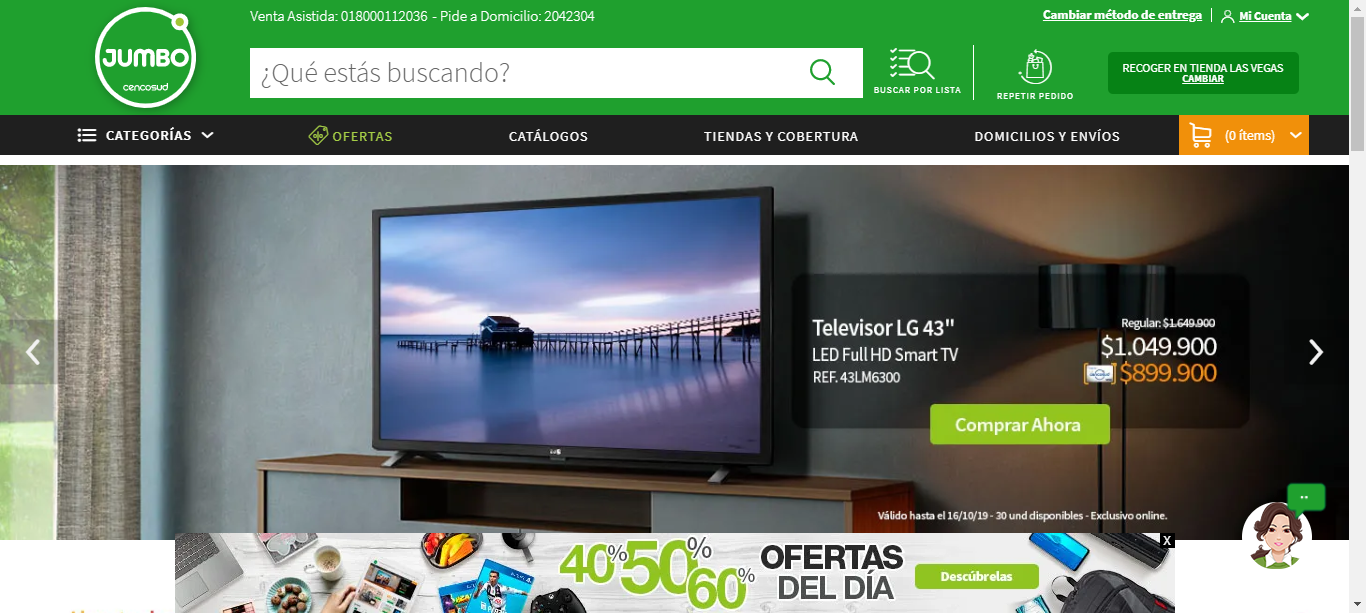 Venta Asistida: 018000112036 - Pide a Domicilio: 2042304
Cambiar método de entrega
Mi Cuenta
JUMBO
cencosud
¿Qué estás buscando?
BUSCAR POR LISTA
REPETIR PEDIDO
RECOGER EN TIENDA LAS VEGAS
CAMBIAR
CATEGORÍAS
OFERTAS
CATÁLOGOS
TIENDAS Y COBERTURA
DOMICILIOS Y ENVÍOS
(0 ítems)
Televisor LG 43"
LED Full HD Smart TV
REF. 43LM6300
Regular: $1.649.900
$1.049.900
$899.900
Comprar Ahora
Válido hasta el 16/10/19 - 30 und disponibles - Exclusivo online.
X
40% 50% 60%
OFERTAS
DEL DÍA
Descúbrelas